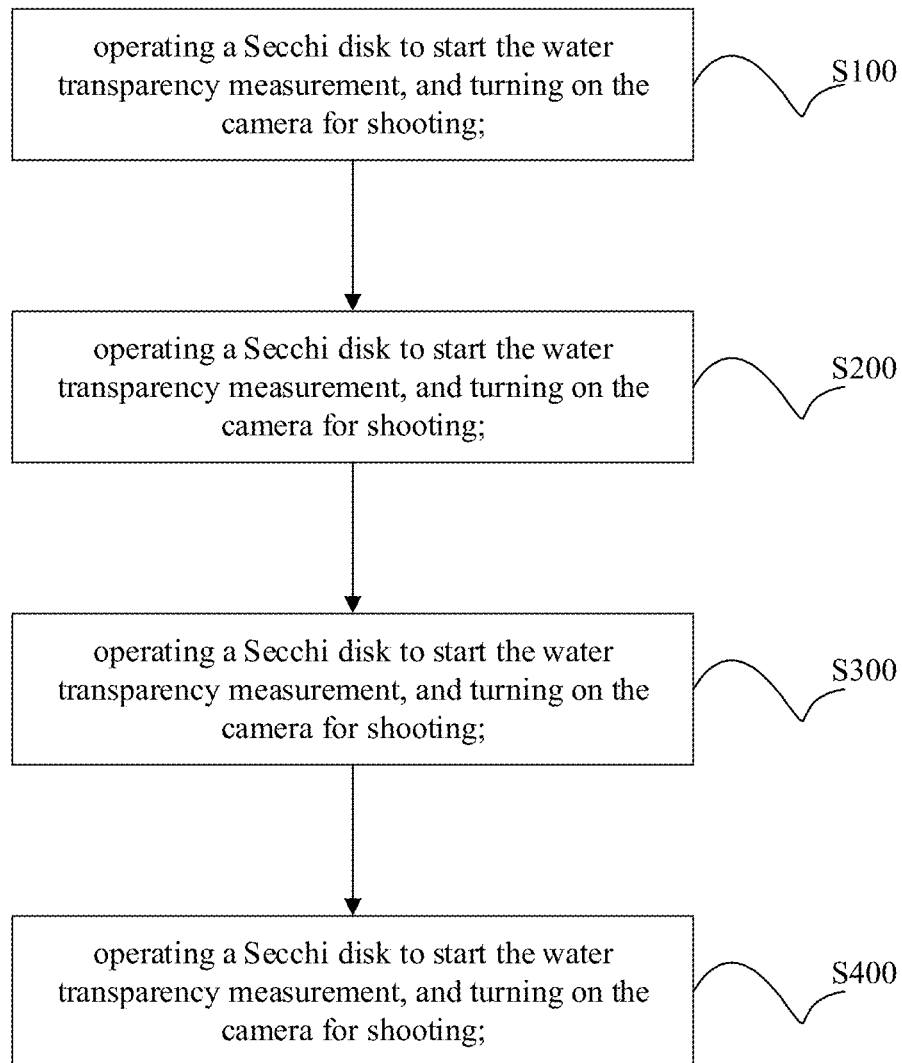 operating a Secchi disk to start the water
transparency measurement, and turning on the
camera for shooting;
S100
operating a Secchi disk to start the water
transparency measurement, and turning on the
camera for shooting;
S200
operating a Secchi disk to start the water
transparency measurement, and turning on the
camera for shooting;
S300
operating a Secchi disk to start the water
transparency measurement, and turning on the
camera for shooting;
S400